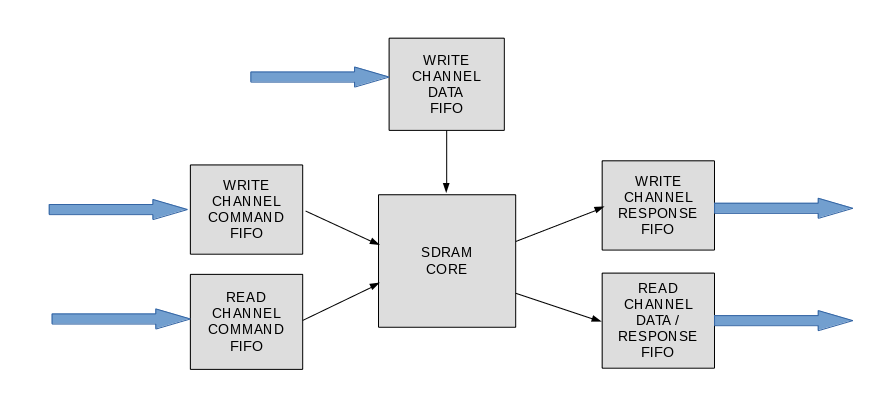 WRITE
CHANNEL
DATA
FIFO
WRITE
CHANNEL
COMMAND
FIFO
READ
CHANNEL
COMMAND
FIFO
SDRAM
CORE
WRITE
CHANNEL
RESPONSE
FIFO
READ
CHANNEL
DATA /
RESPONSE
FIFO